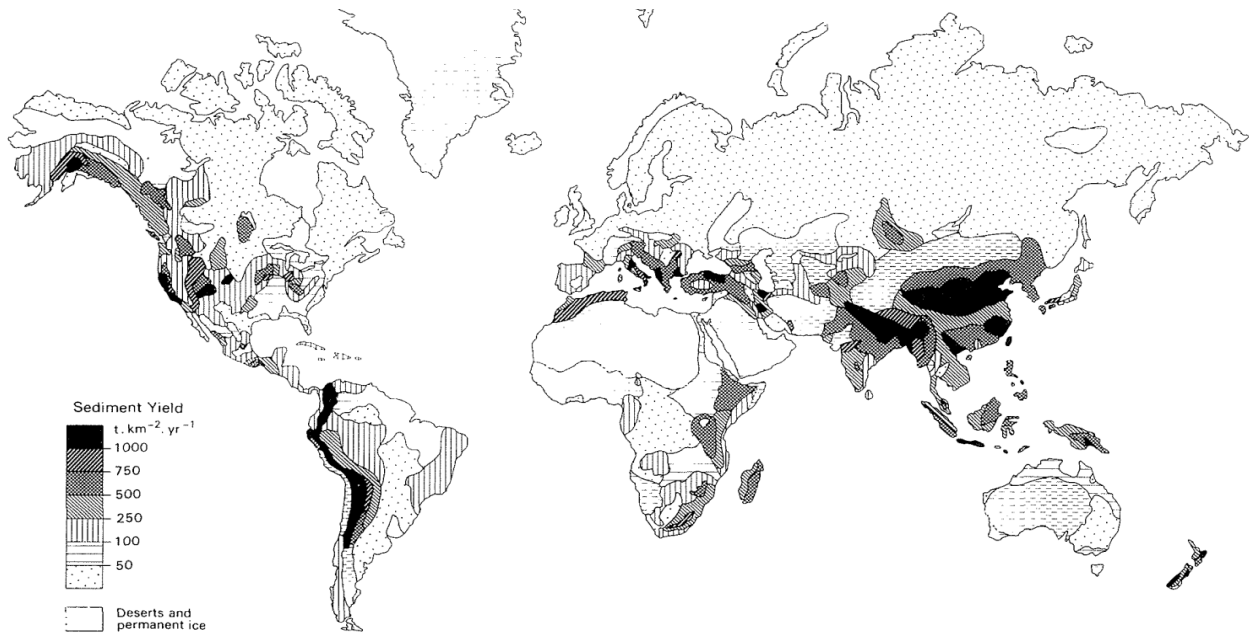 Sediment Yield
t. km⁻². yr⁻¹
1000
750
500
250
100
50
Deserts and
permanent ice